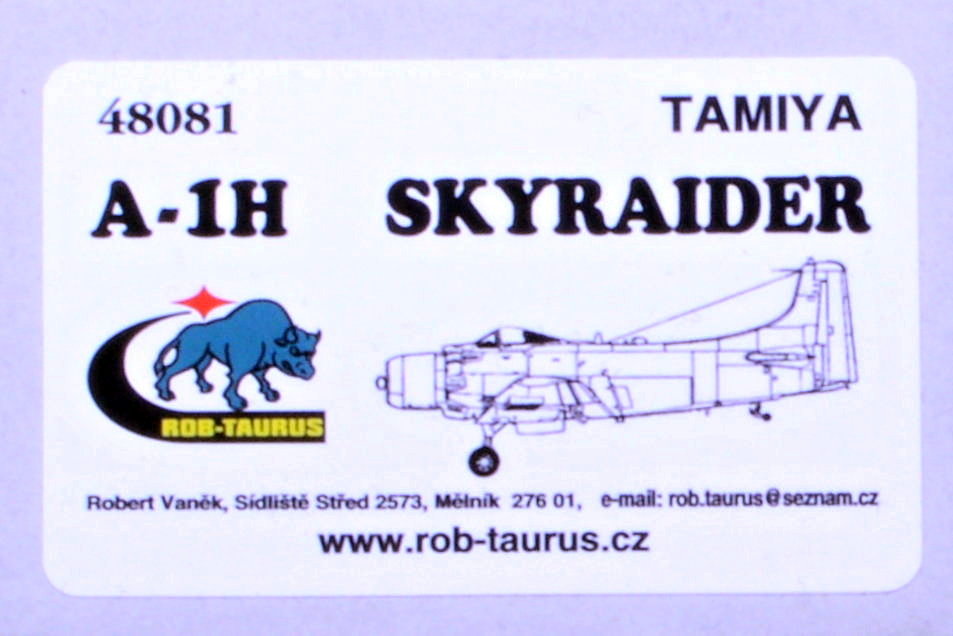 48081 TAMIYA
A-1H SKYRAIDER
ROB-TAURUS
Robert Vaněk, Sídliště Střed 2573, Mělník 276 01, e-mail: rob.taurus@seznam.cz
www.rob-taurus.cz